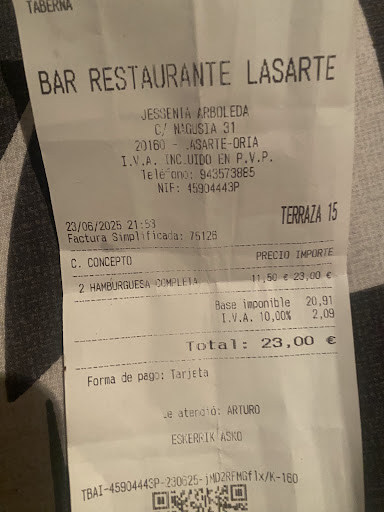 TABERNA
BAR RESTAURANTE LASARTE
JESSENIA ARBOLEDA
C/ NAGUSIA 31
20160 - LASARTE-ORIA
I.V.A. INCLUIDO EN P.V.P.
Teléfono: 943573885
NIF: 45904443P
TERRAZA 15
23/06/2025 21:53
Factura Simplificada: 75126
C. CONCEPTO PRECIO IMPORTE
2 HAMBURGUESA COMPLETA 11,50 € 23,00 €
Base imponible 20,91
I.V.A. 10,00% 2,09
Total: 23,00 €
Forma de pago: Tarjeta
Le atendió: ARTURO
ESKERRIK ASKO
TBAI-45904443P-230625-jMD2RFMGflx/K-160